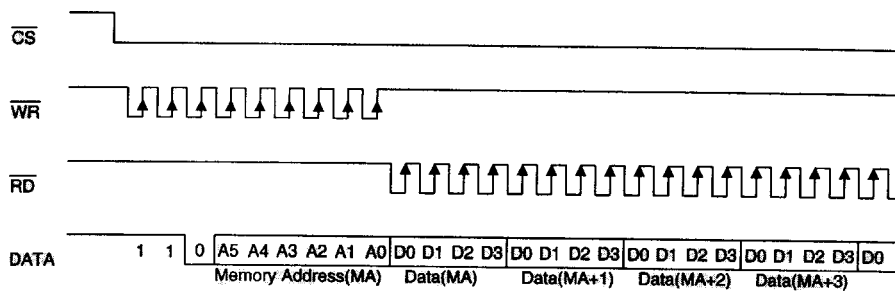 CS
WR
RD
DATA 1 1 0 A5 A4 A3 A2 A1 A0 D0 D1 D2 D3 D0 D1 D2 D3 D0 D1 D2 D3 D0 D1 D2 D3 D0
Memory Address(MA) Data(MA) Data(MA+1) Data(MA+2) Data(MA+3)